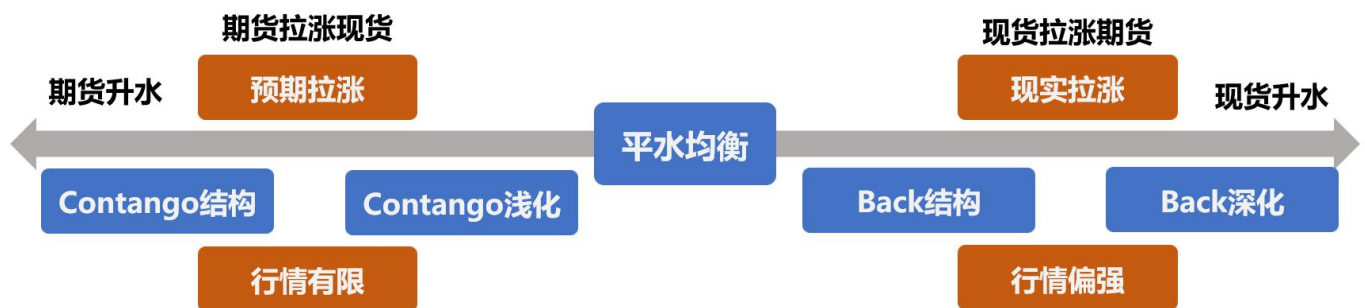 期货拉涨现货
现货拉涨期货
预期拉涨
现实拉涨
期货升水
现货升水
平水均衡
Contango结构
Contango浅化
Back结构
Back深化
行情有限
行情偏强